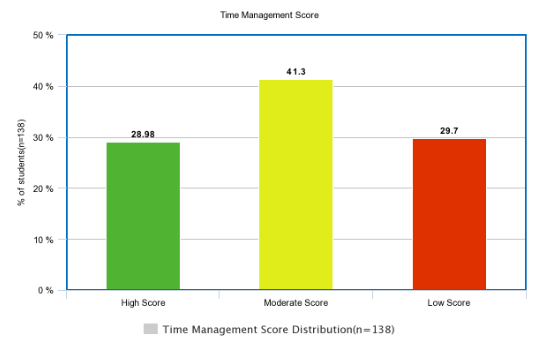 Time Management Score
50 %
40 %
30 %
20 %
10 %
0 %
% of students(n=138)
28.98
41.3
29.7
High Score
Moderate Score
Low Score
Time Management Score Distribution(n=138)